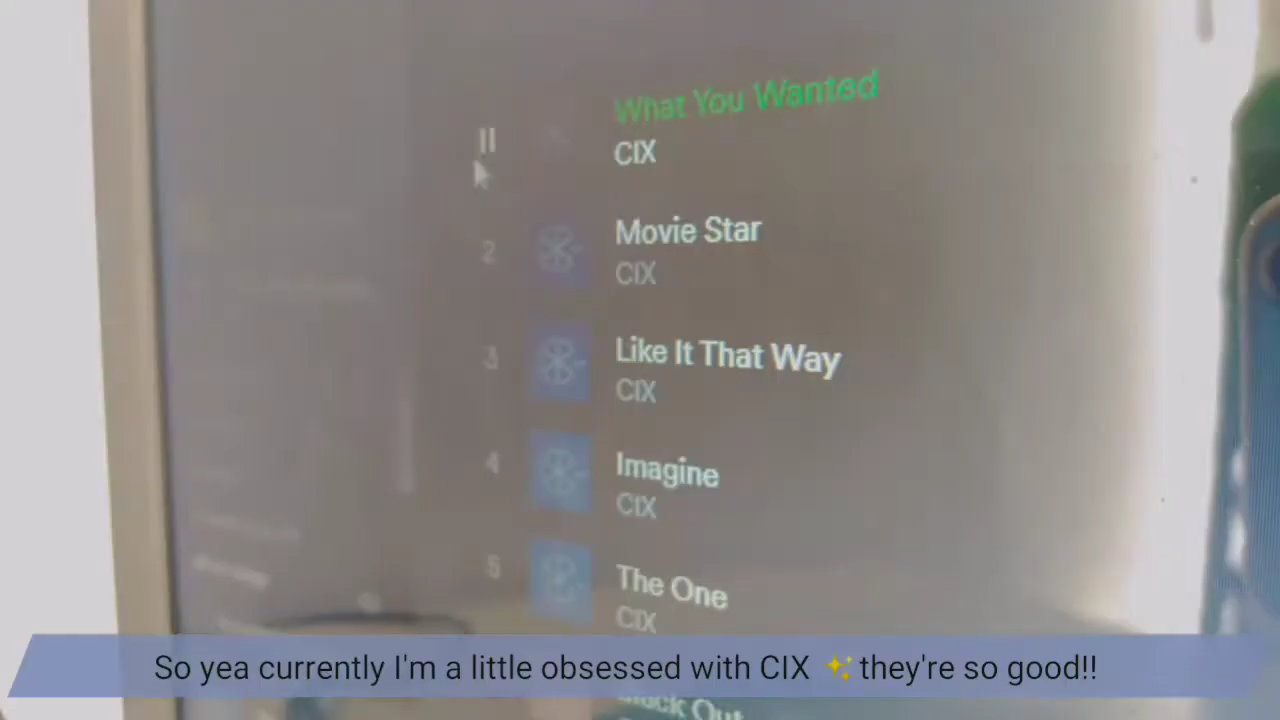 What You Wanted
CIX
2
Movie Star
CIX
3
Like It That Way
CIX
4
Imagine
CIX
5
The One
CIX
So yea currently I'm a little obsessed with CIX ✨ they're so good!!
Out